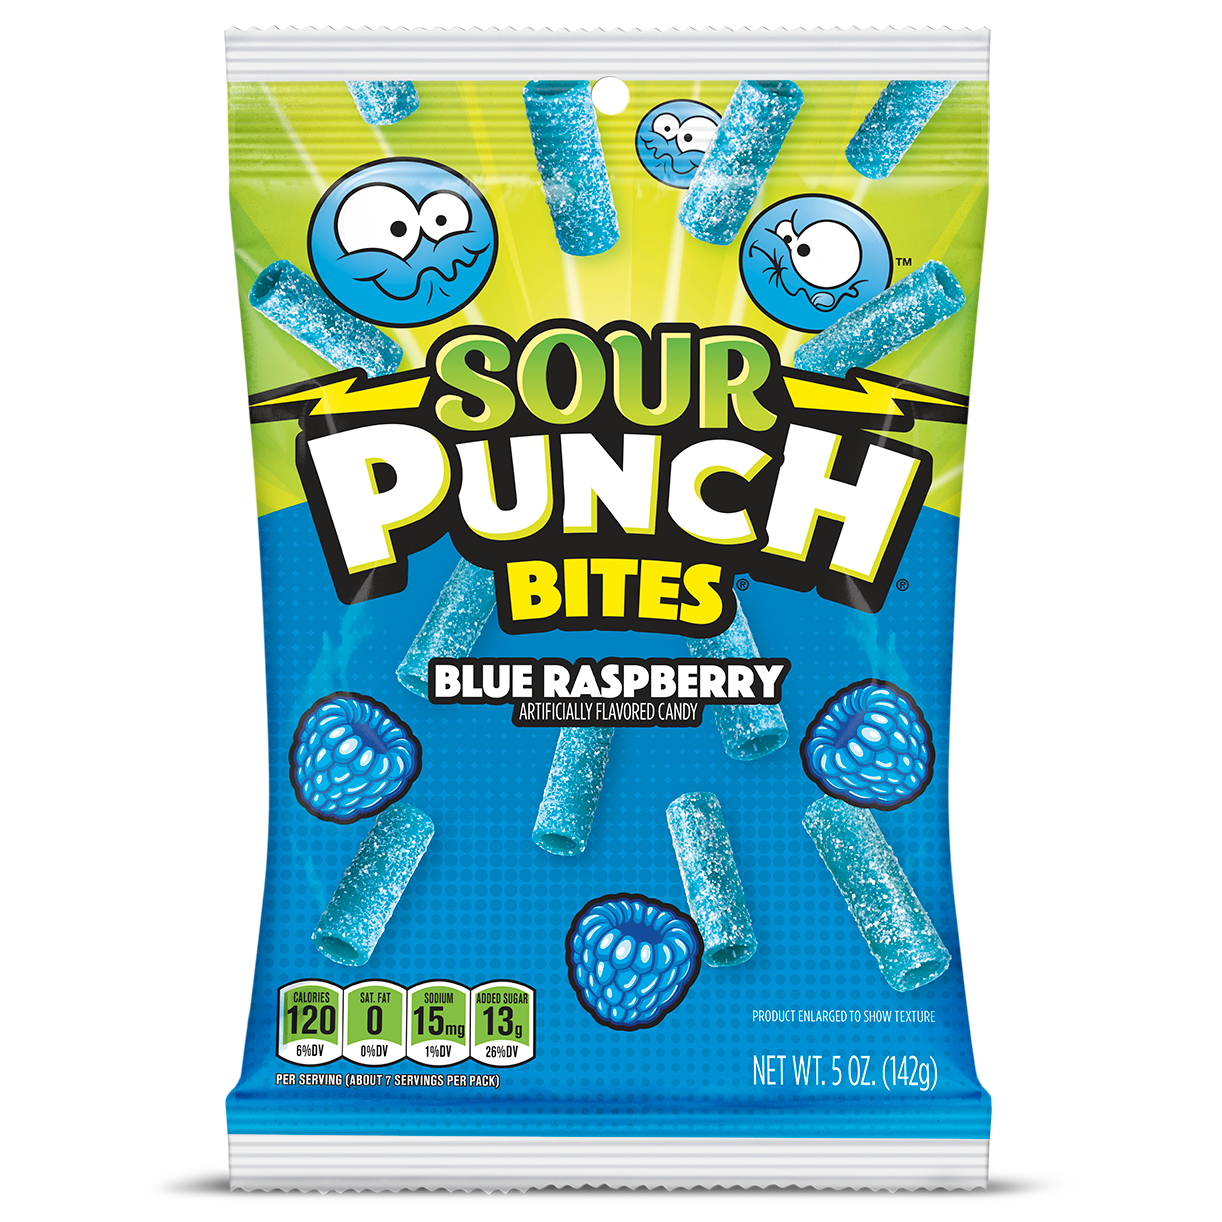 TM
SOUR
PUNCH
BITES®
®
BLUE RASPBERRY
ARTIFICIALLY FLAVORED CANDY
CALORIES
120
6%DV
SAT. FAT
0
0%DV
SODIUM
15mg
1%DV
ADDED SUGAR
13g
26%DV
PER SERVING (ABOUT 7 SERVINGS PER PACK)
PRODUCT ENLARGED TO SHOW TEXTURE
NET WT. 5 OZ. (142g)